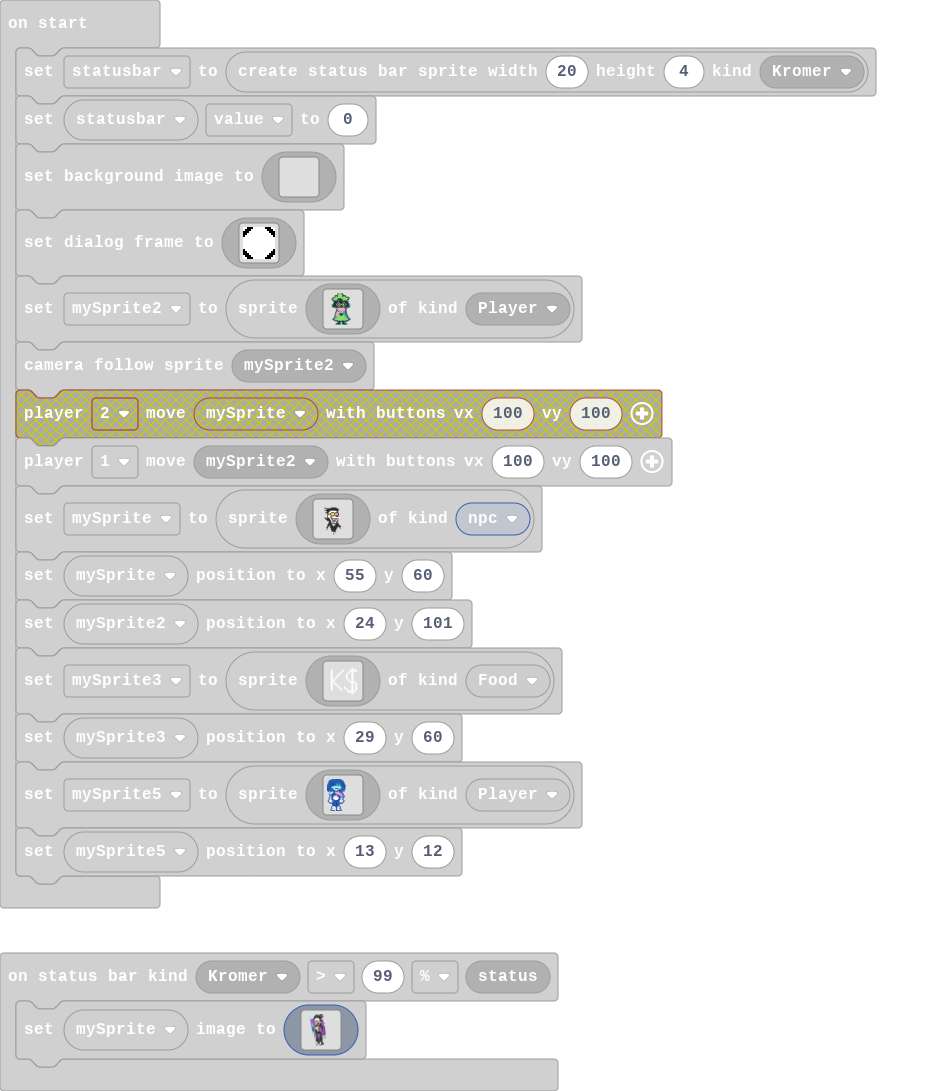 on start
set statusbar to create status bar sprite width 20 height 4 kind Kromer
set statusbar value to 0
set background image to
set dialog frame to
set mySprite2 to sprite of kind Player
camera follow sprite mySprite2
player 2 move mySprite with buttons vx 100 vy 100
player 1 move mySprite2 with buttons vx 100 vy 100
set mySprite to sprite of kind npc
set mySprite position to x 55 y 60
set mySprite2 position to x 24 y 101
set mySprite3 to sprite K$ of kind Food
set mySprite3 position to x 29 y 60
set mySprite5 to sprite of kind Player
set mySprite5 position to x 13 y 12
on status bar kind Kromer > 99 % status
set mySprite image to